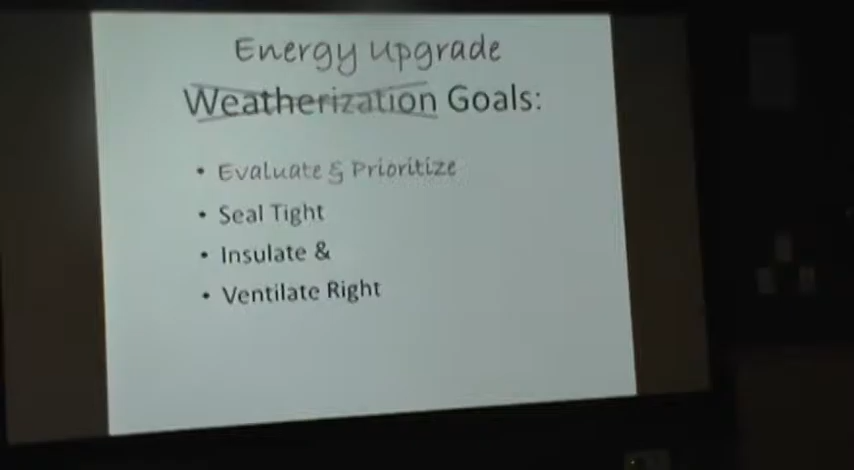 Energy Upgrade
Weatherization Goals:
• Evaluate & Prioritize
• Seal Tight
• Insulate &
• Ventilate Right